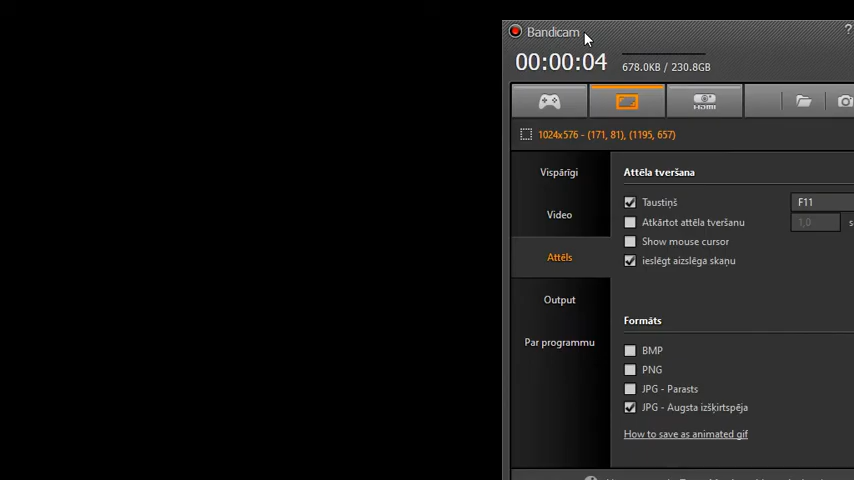 Bandicam
?
00:00:04
678.0KB / 230.8GB
HDMI
1024x576 - (171, 81), (1195, 657)
Vispārīgi
Video
Attēls
Output
Par programmu
Attēla tveršana
Taustiņš
F11
Atkārtot attēla tveršanu
1,0
s
Show mouse cursor
ieslēgt aizslēga skaņu
Formāts
BMP
PNG
JPG - Parasts
JPG - Augsta izšķirtspēja
How to save as animated gif